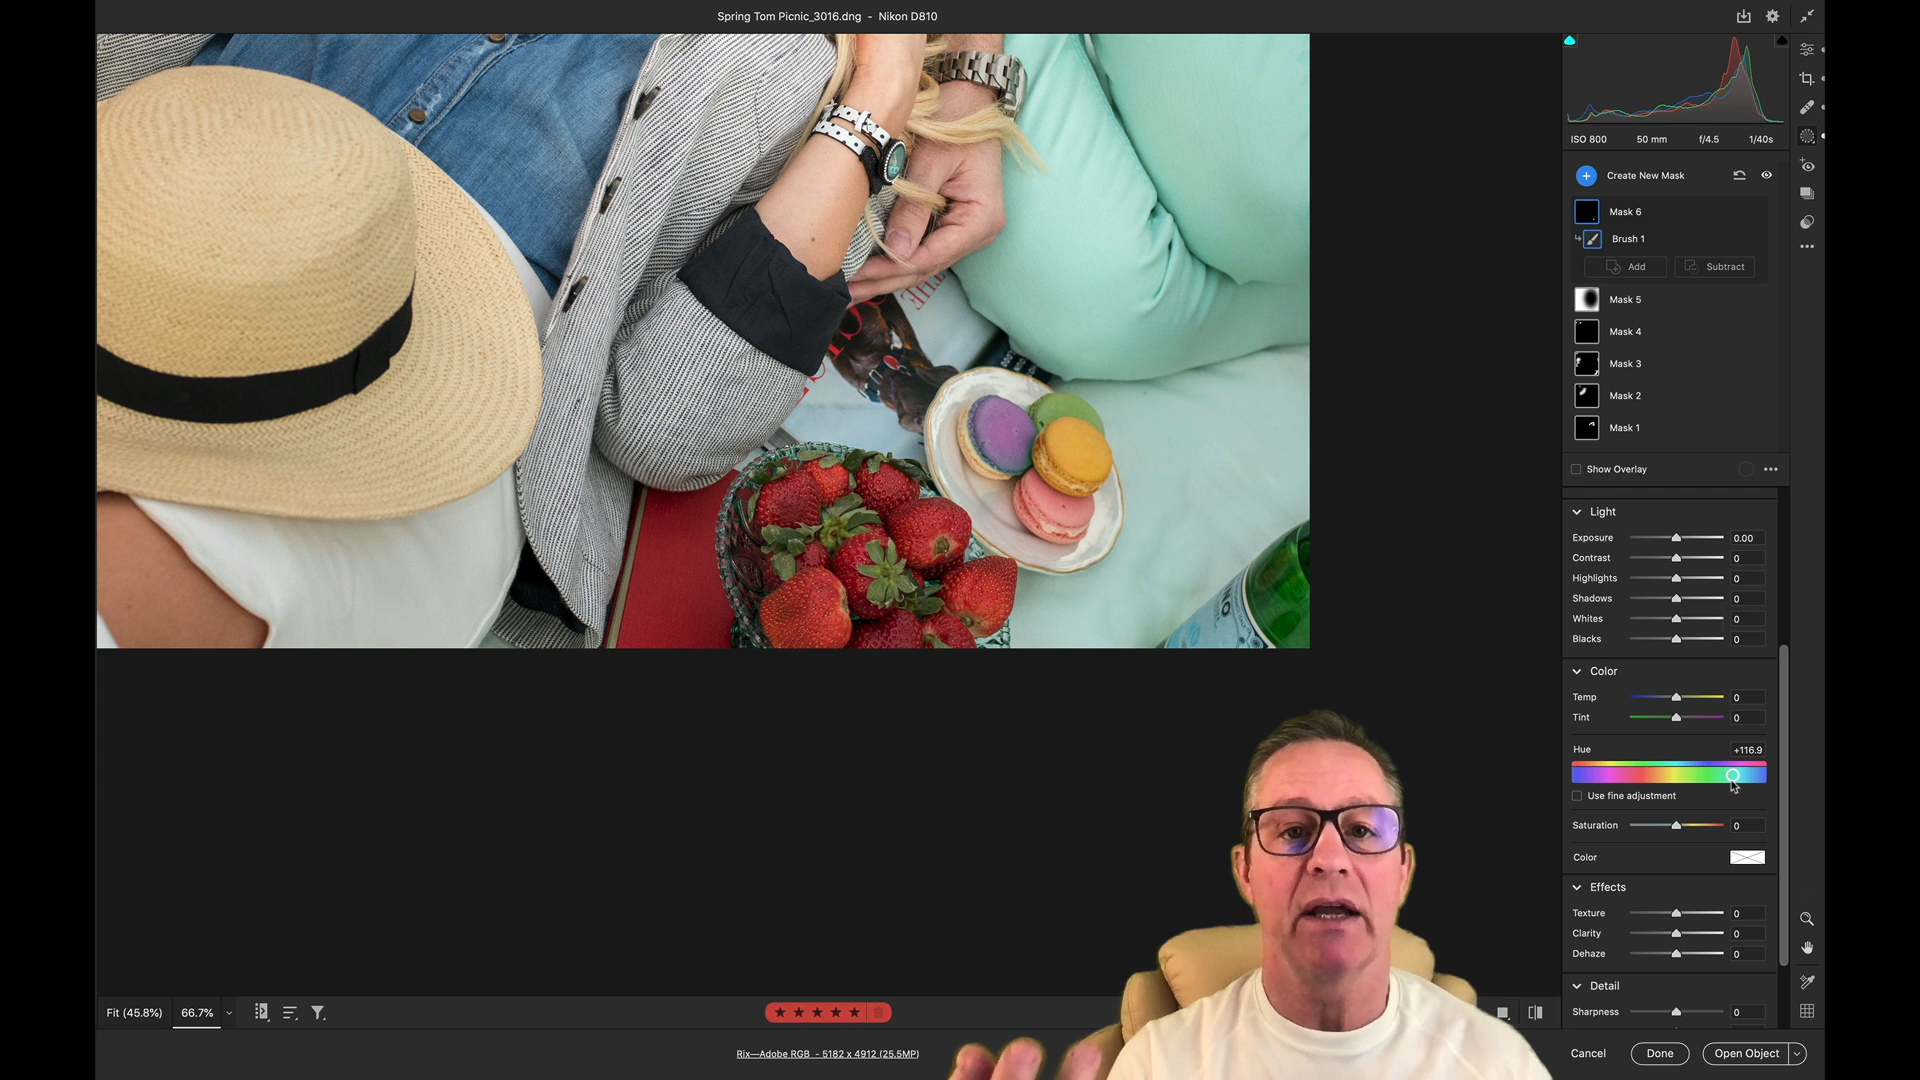 Spring Tom Picnic_3016.dng - Nikon D810
ISO 800 50 mm f/4.5 1/40s
Create New Mask
Mask 6
Brush 1
Add Subtract
Mask 5
Mask 4
Mask 3
Mask 2
Mask 1
Show Overlay
Light
Exposure 0.00
Contrast 0
Highlights 0
Shadows 0
Whites 0
Blacks 0
Color
Temp 0
Tint 0
Hue +116.9
Use fine adjustment
Saturation 0
Color
Effects
Texture 0
Clarity 0
Dehaze 0
Detail
Sharpness 0
Fit (45.8%) 66.7%
Rix—Adobe RGB - 5182 x 4912 (25.5MP)
Cancel Done Open Object